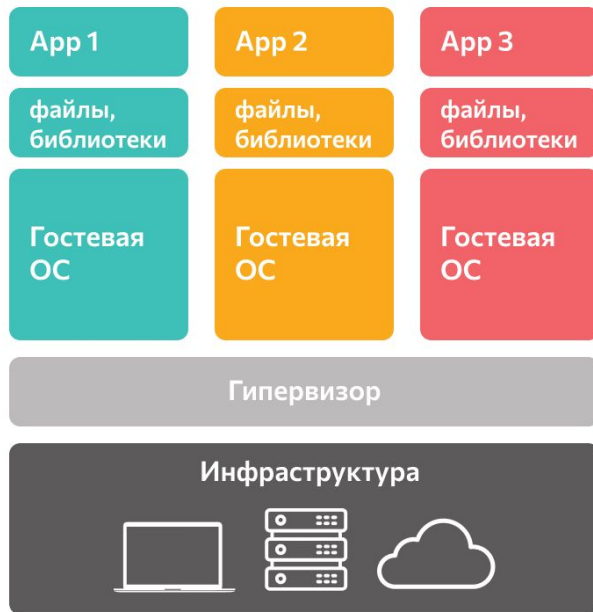 App 1
App 2
App 3
файлы,
библиотеки
файлы,
библиотеки
файлы,
библиотеки
Гостевая
ОС
Гостевая
ОС
Гостевая
ОС
Гипервизор
Инфраструктура